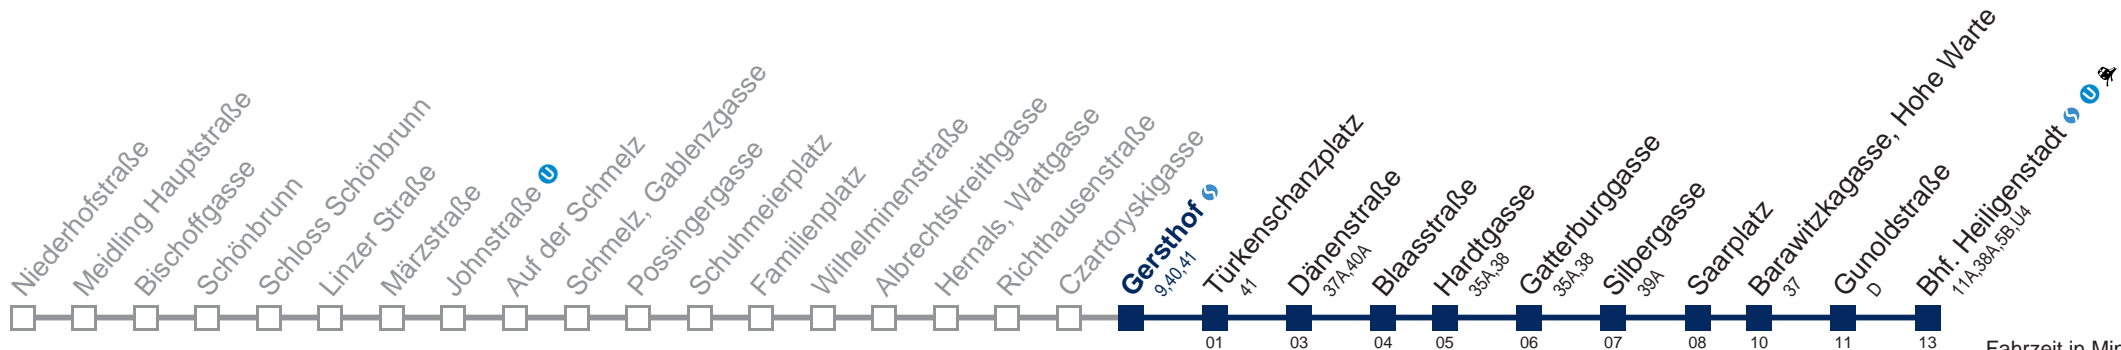 Niederhofstraße
Meidling Hauptstraße
Bischoffgasse
Schönbrunn
Schloss Schönbrunn
Linzer Straße
Märzstraße
Johnstraße U
Auf der Schmelz
Schmelz, Gablenzgasse
Possingergasse
Schuhmeierplatz
Familienplatz
Wilhelminenstraße
Albrechtskreithgasse
Hernals, Wattgasse
Richthausenstraße
Czartoryskigasse
Gersthof S
9,40,41
Türkenschanzplatz
41
Dänenstraße
37A,40A
Blaasstraße
Hardtgasse
35A,38
Gatterburggasse
35A,38
Silbergasse
39A
Saarplatz
Barawitzkagasse, Hohe Warte
37
Gunoldstraße
D
Bhf. Heiligenstadt S U
11A,38A,5B,U4
01 03 04 05 06 07 08 10 11 13
Fahrzeit in